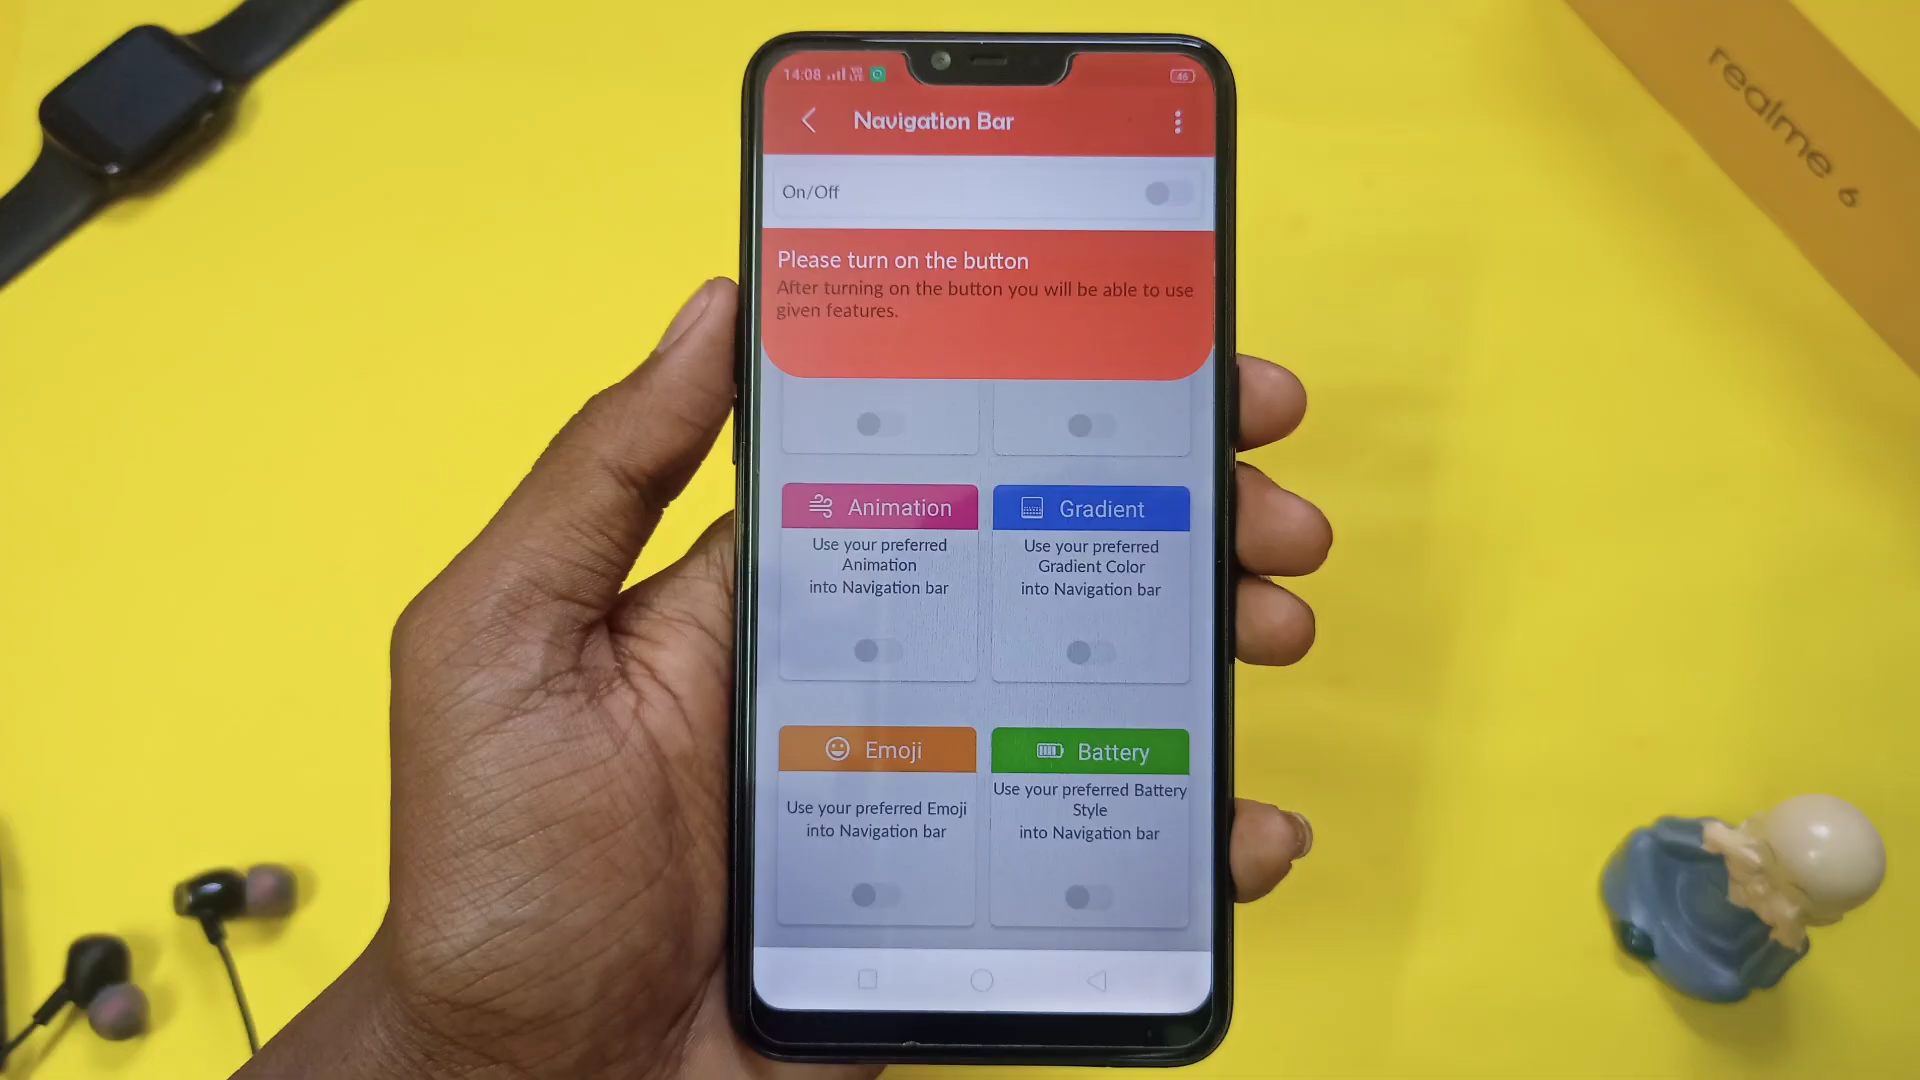 14:08
VO
LTE
46
Navigation Bar
On/Off
Please turn on the button
After turning on the button you will be able to use
given features.
Animation
Use your preferred
Animation
into Navigation bar
Gradient
Use your preferred
Gradient Color
into Navigation bar
Emoji
Use your preferred Emoji
into Navigation bar
Battery
Use your preferred Battery
Style
into Navigation bar
realme 6